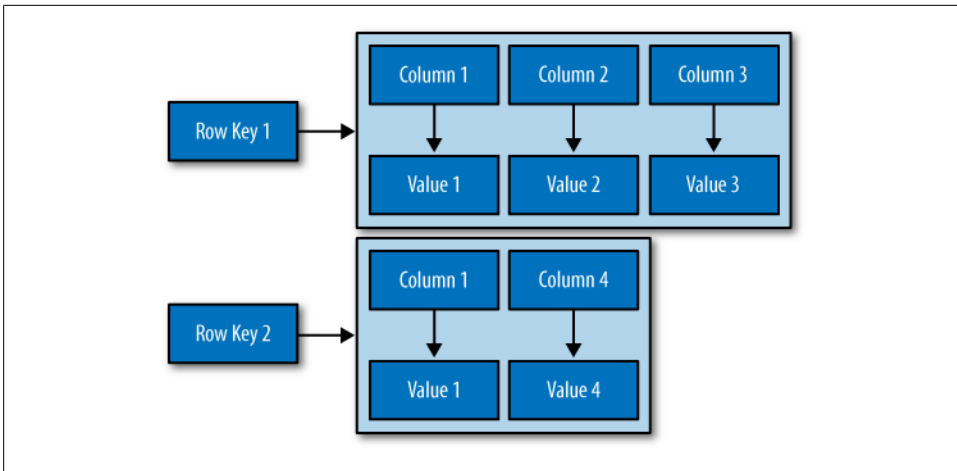 Column 1 Column 2 Column 3
Row Key 1
Value 1 Value 2 Value 3
Column 1 Column 4
Row Key 2
Value 1 Value 4